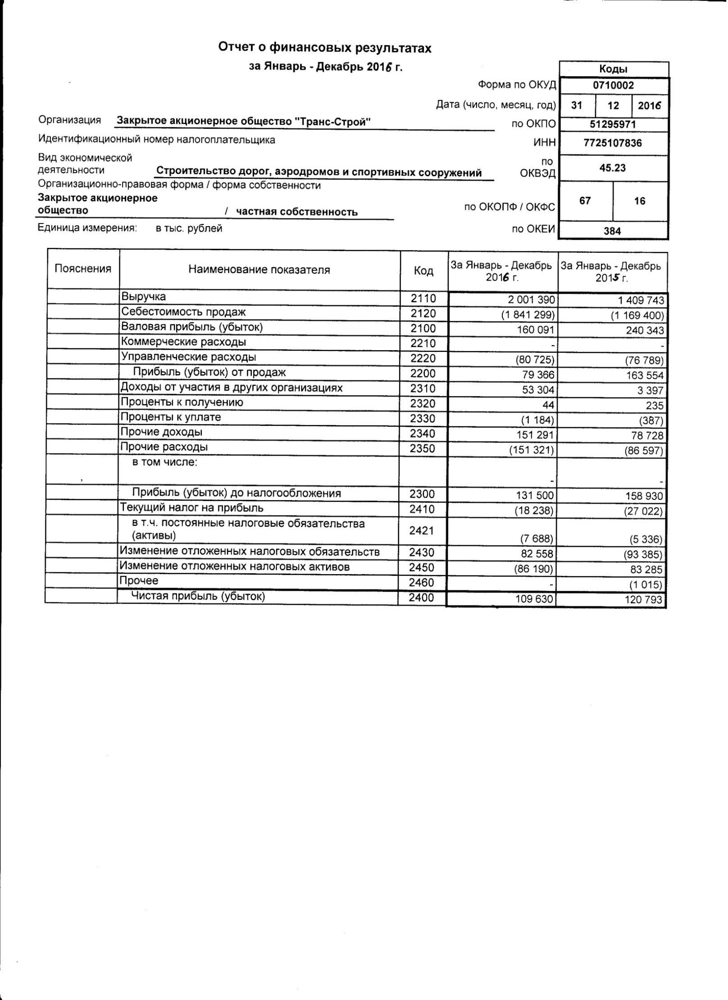 Отчет о финансовых результатах
за Январь - Декабрь 2016 г.
Коды
Форма по ОКУД 0710002
Дата (число, месяц, год) 31 12 2016
Организация Закрытое акционерное общество "Транс-Строй" по ОКПО 51295971
Идентификационный номер налогоплательщика ИНН 7725107836
Вид экономической
деятельности Строительство дорог, аэродромов и спортивных сооружений
по
ОКВЭД
45.23
Организационно-правовая форма / форма собственности
Закрытое акционерное
общество / частная собственность по ОКОПФ / ОКФС 67 16
Единица измерения: в тыс. рублей по ОКЕИ 384
Пояснения Наименование показателя Код За Январь - Декабрь 2016 г. За Январь - Декабрь 2015 г.
Выручка 2110 2 001 390 1 409 743
Себестоимость продаж 2120 (1 841 299) (1 169 400)
Валовая прибыль (убыток) 2100 160 091 240 343
Коммерческие расходы 2210 - -
Управленческие расходы 2220 (80 725) (76 789)
Прибыль (убыток) от продаж 2200 79 366 163 554
Доходы от участия в других организациях 2310 53 304 3 397
Проценты к получению 2320 44 235
Проценты к уплате 2330 (1 184) (387)
Прочие доходы 2340 151 291 78 728
Прочие расходы 2350 (151 321) (86 597)
в том числе:
- -
Прибыль (убыток) до налогообложения 2300 131 500 158 930
Текущий налог на прибыль 2410 (18 238) (27 022)
в т.ч. постоянные налоговые обязательства
(активы) 2421 (7 688) (5 336)
Изменение отложенных налоговых обязательств 2430 82 558 (93 385)
Изменение отложенных налоговых активов 2450 (86 190) 83 285
Прочее 2460 - (1 015)
Чистая прибыль (убыток) 2400 109 630 120 793